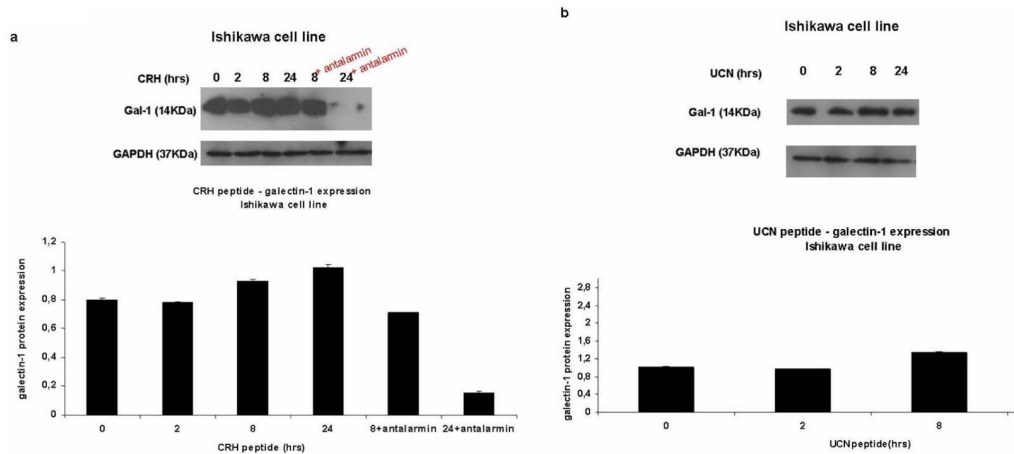 a
Ishikawa cell line
CRH (hrs) 0 2 8 24 8 + antalarmin 24 + antalarmin
Gal-1 (14KDa)
GAPDH (37KDa)
CRH peptide - galectin-1 expression
Ishikawa cell line
galectin-1 protein expression
1,2
1
0,8
0,6
0,4
0,2
0
0 2 8 24 8+antalarmin 24+antalarmin
CRH peptide (hrs)
b
Ishikawa cell line
UCN (hrs) 0 2 8 24
Gal-1 (14KDa)
GAPDH (37KDa)
UCN peptide - galectin-1 expression
Ishikawa cell line
galectin-1 protein expression
2,8
2,4
2
1,6
1,2
0,8
0,4
0
0 2 8
UCNpeptide(hrs)